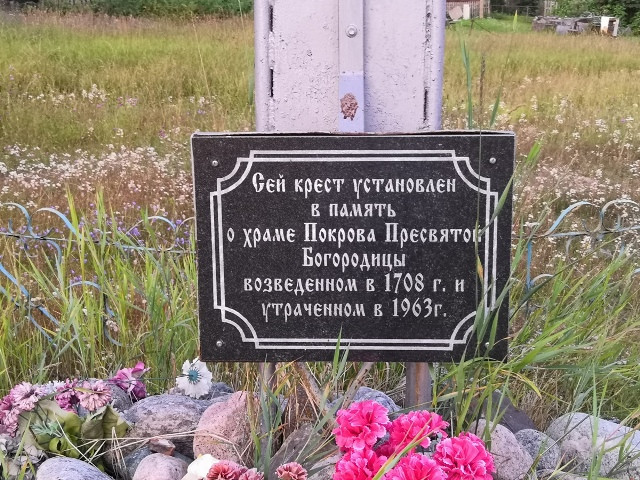 Сей крест установлен
в память
о храме Покрова Пресвятой
Богородицы
возведенном в 1708 г. и
утраченном в 1963г.